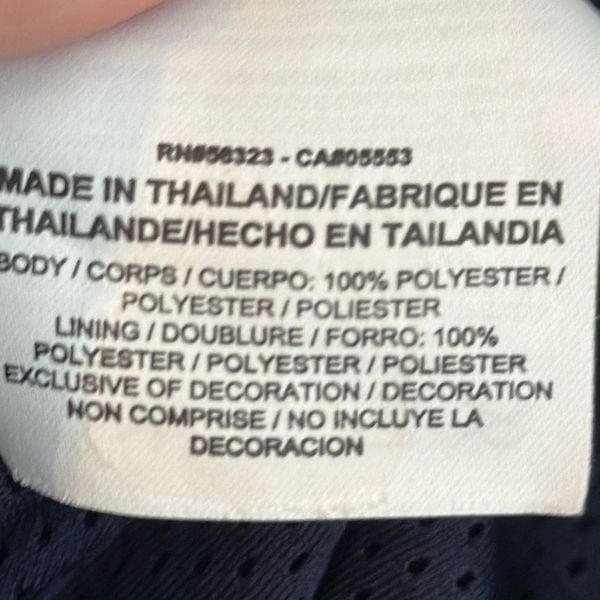 RN#56323 - CA#05553
MADE IN THAILAND/FABRIQUE EN
THAILANDE/HECHO EN TAILANDIA
BODY / CORPS / CUERPO: 100% POLYESTER /
POLYESTER / POLIESTER
LINING / DOUBLURE / FORRO: 100%
POLYESTER / POLYESTER / POLIESTER
EXCLUSIVE OF DECORATION / DECORATION
NON COMPRISE / NO INCLUYE LA
DECORACION